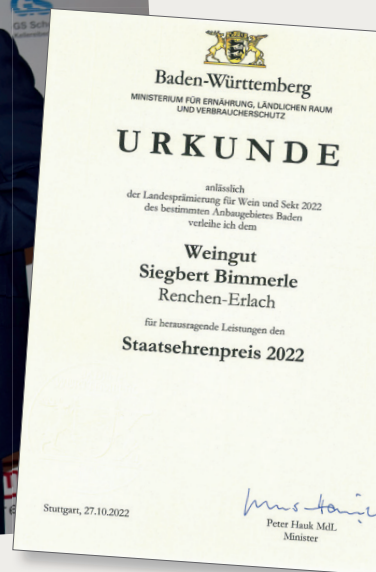 GS Sch
Baden-Württemberg
MINISTERIUM FÜR ERNÄHRUNG, LÄNDLICHEN RAUM
UND VERBRAUCHERSCHUTZ
URKUNDE
anlässlich
der Landesprämierung für Wein und Sekt 2022
des bestimmten Anbaugebietes Baden
verleihe ich dem
Weingut
Siegbert Bimmerle
Renchen-Erlach
für herausragende Leistungen den
Staatsehrenpreis 2022
Stuttgart, 27.10.2022
Peter Hauk MdL
Minister